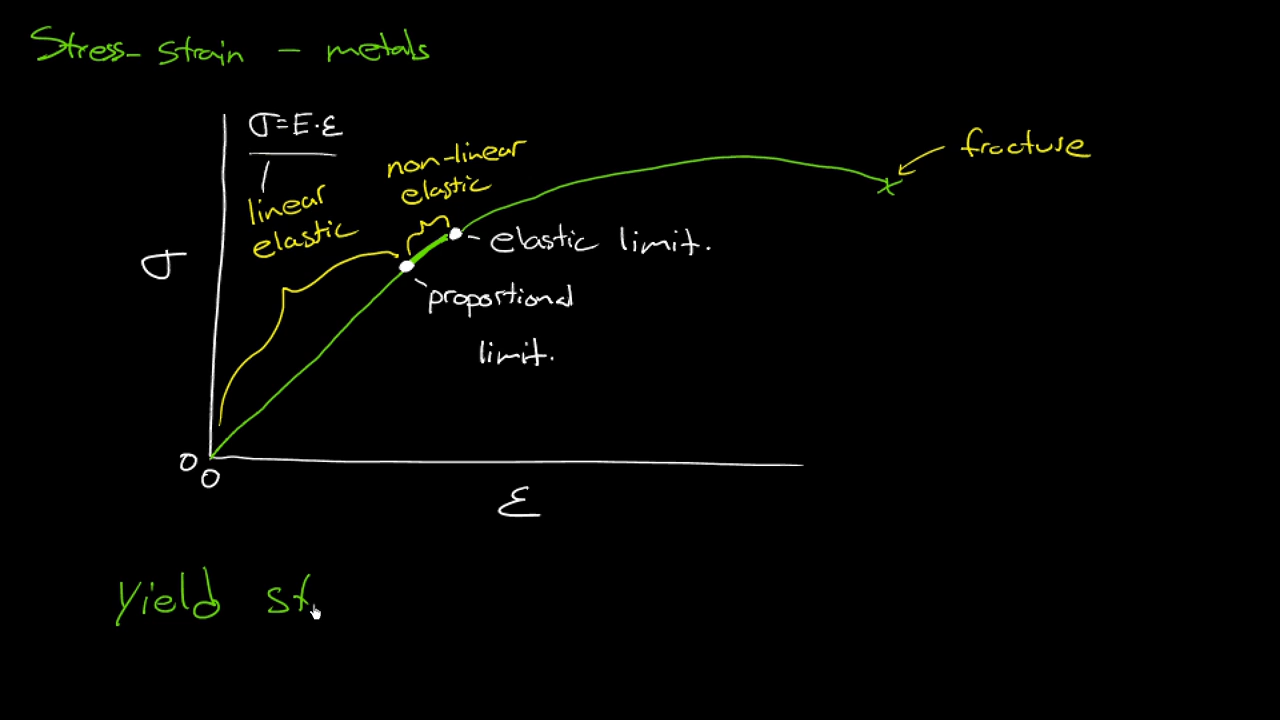 Stress-strain - metals
σ=E·ε
non-linear
elastic
fracture
linear
elastic
σ
elastic limit.
proportional
limit.
0
0
ε
Yield st